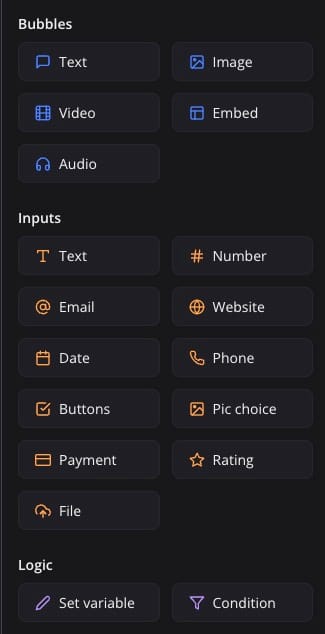 Bubbles
Text
Image
Video
Embed
Audio
Inputs
Text
Number
Email
Website
Date
Phone
Buttons
Pic choice
Payment
Rating
File
Logic
Set variable
Condition